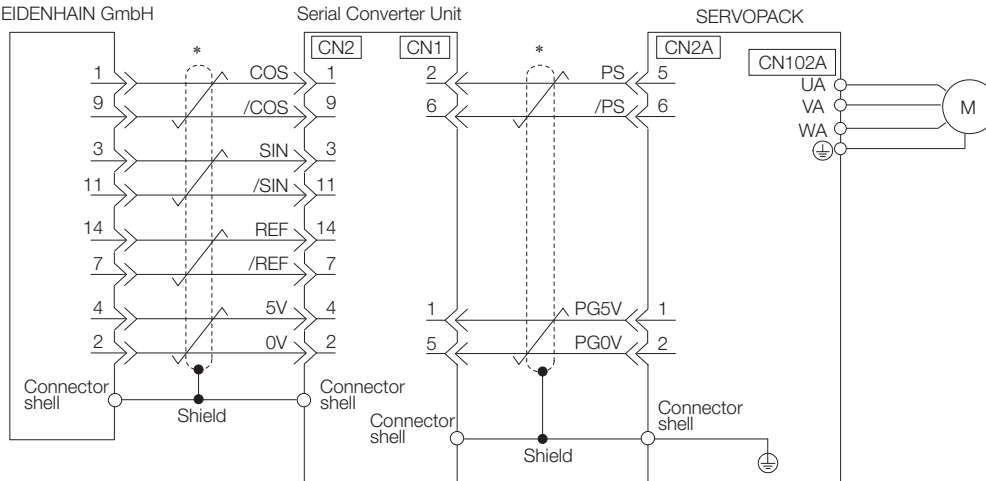 EIDENHAIN GmbH
Serial Converter Unit
SERVOPACK
CN2
CN1
CN2A
CN102A
*
*
1 COS 1
9 /COS 9
3 SIN 3
11 /SIN 11
14 REF 14
7 /REF 7
4 5V 4
2 0V 2
Connector
shell
Shield
Connector
shell
2 PS 5
6 /PS 6
1 PG5V 1
5 PG0V 2
Connector
shell
Shield
Connector
shell
UA
VA
WA
M